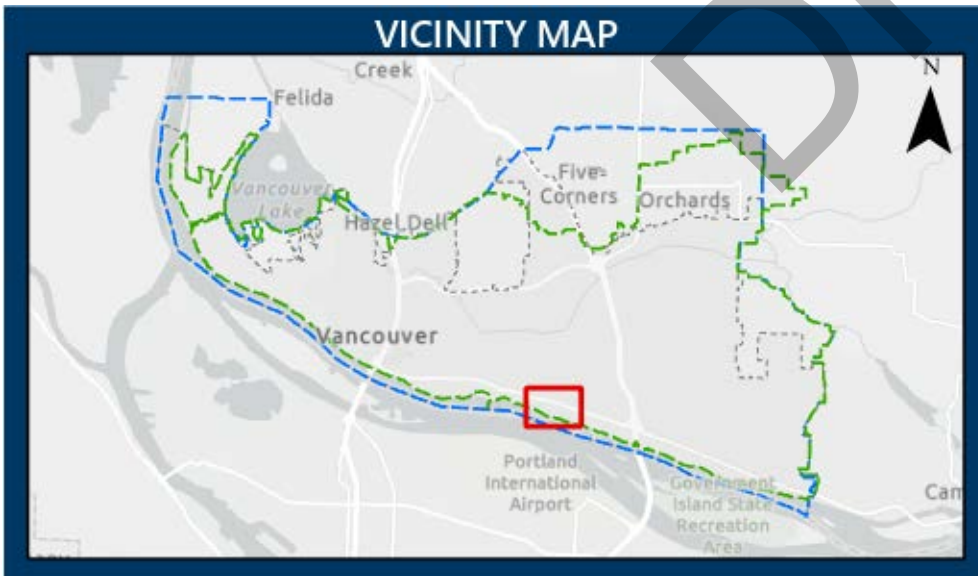 VICINITY MAP
Creek
N
Felida
Five-
Corners
Orchards
Vancouver
Lake
Hazel Dell
Vancouver
Portland
International
Airport
Government
Island State
Recreation
Area
Cam